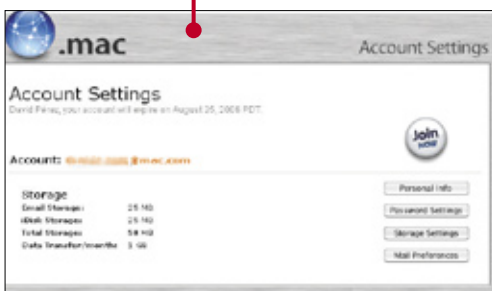 .mac
Account Settings
Account Settings
David Pérez, your account will expire on August 25, 2006 PDT.
Join
NOW
Account: @mac.com
Personal Info
Storage
Email Storage: 25 MB
Password Settings
iDisk Storage: 25 MB
Total Storage: 50 MB
Storage Settings
Data Transfer/month: 3 GB
Mail Preferences